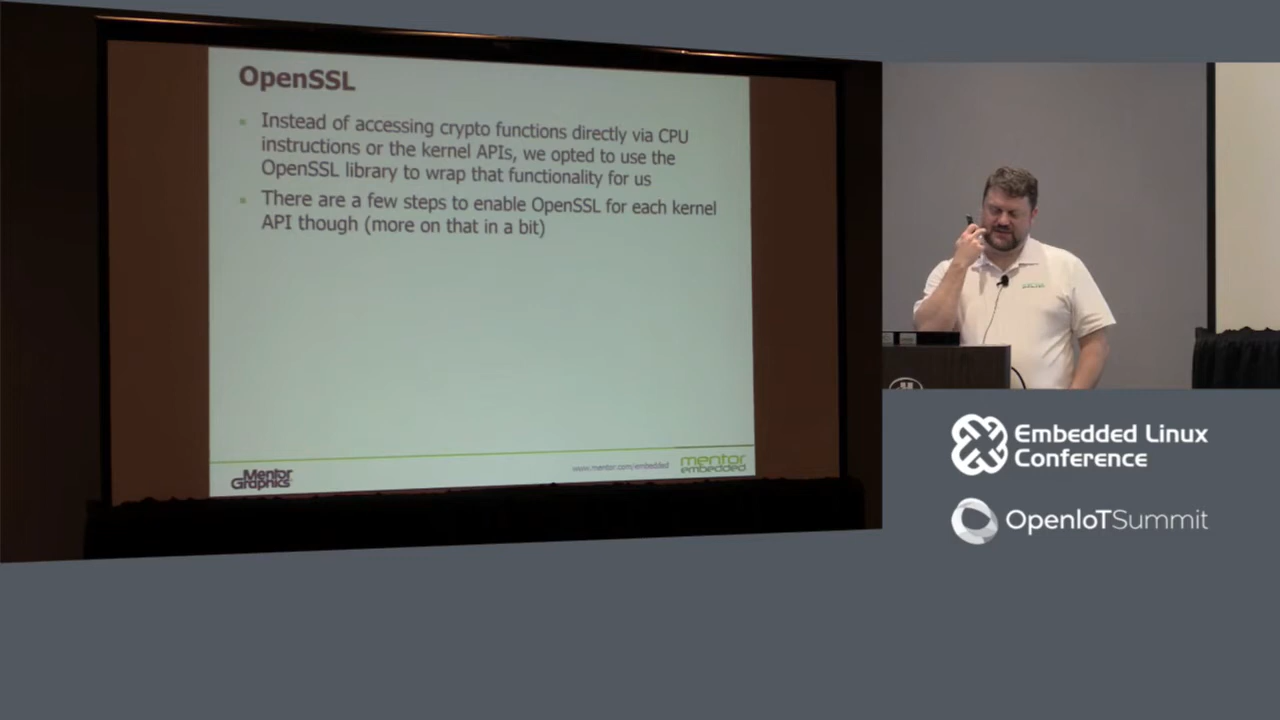 OpenSSL
Instead of accessing crypto functions directly via CPU
instructions or the kernel APIs, we opted to use the
OpenSSL library to wrap that functionality for us
There are a few steps to enable OpenSSL for each kernel
API though (more on that in a bit)
Mentor
Graphics
www.mentor.com/embedded
mentor
embedded
Embedded Linux
Conference
OpenIoTSummit